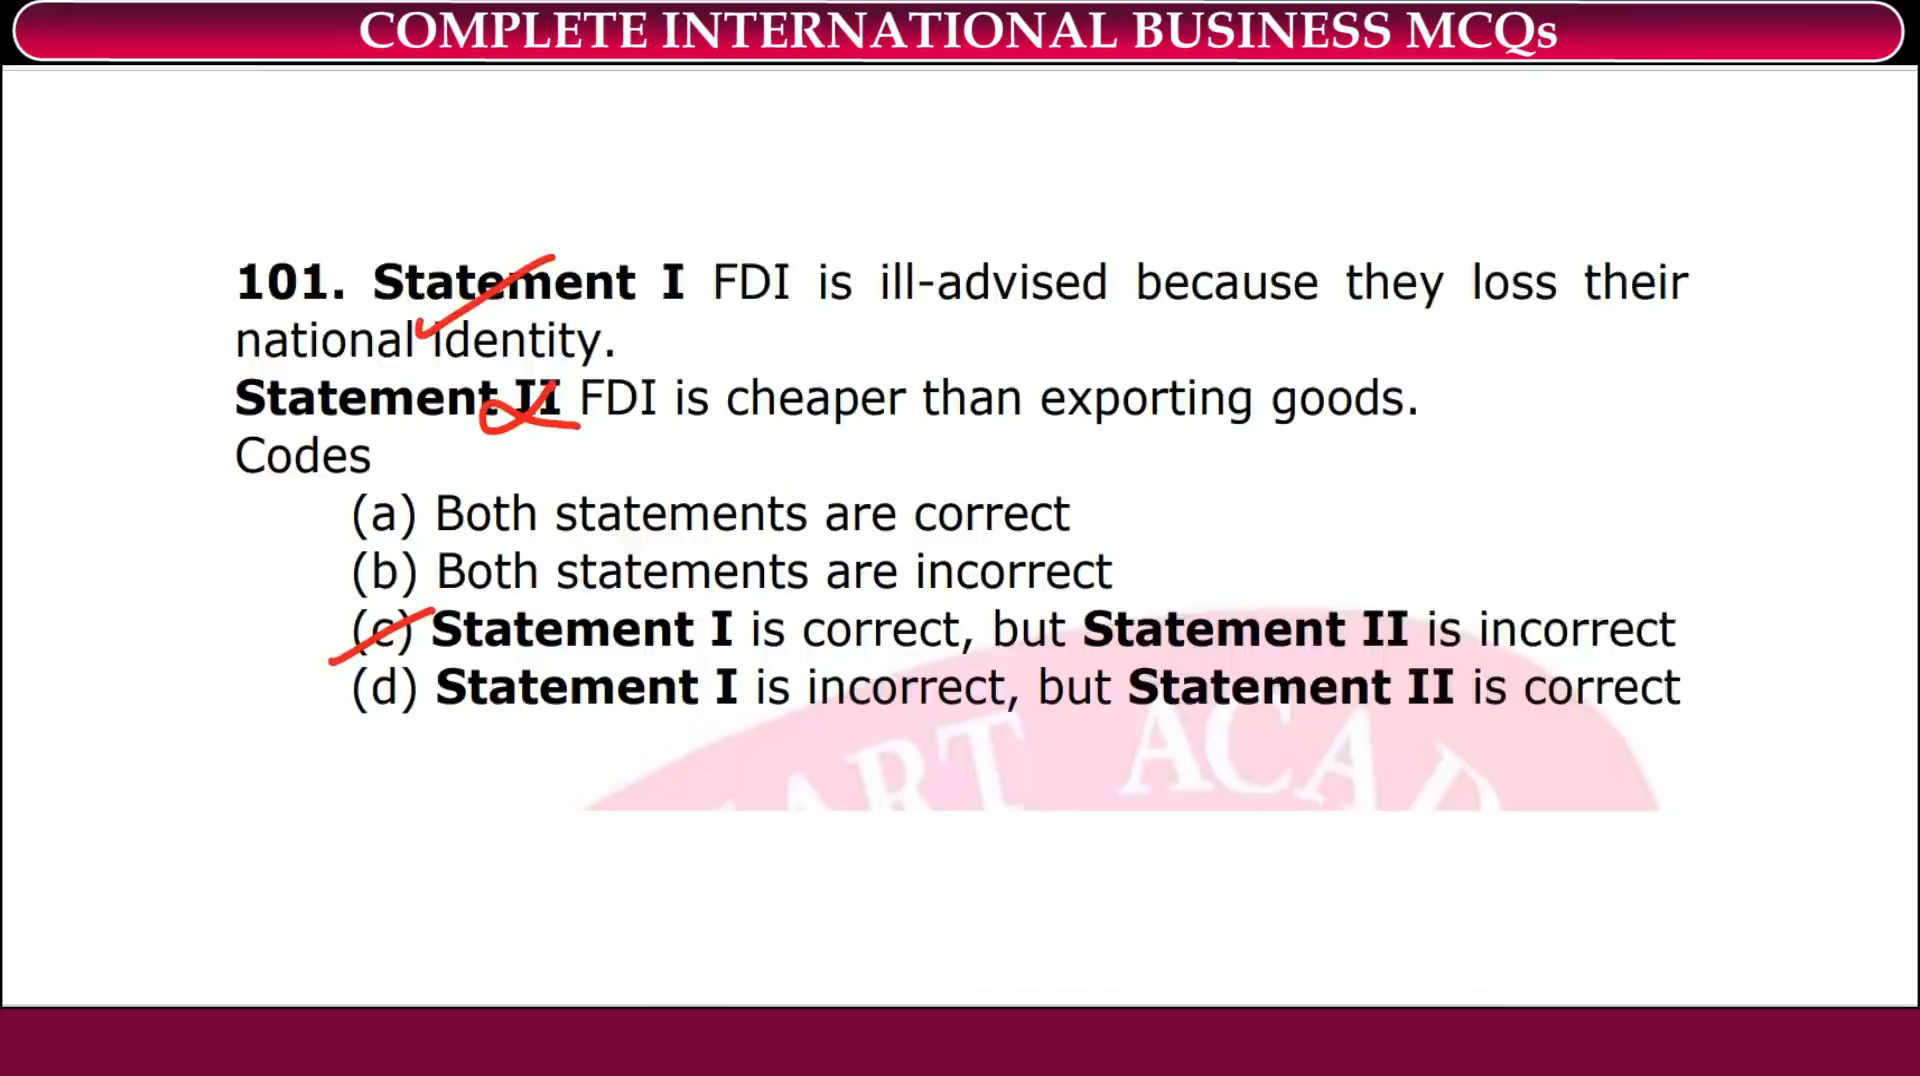 COMPLETE INTERNATIONAL BUSINESS MCQs
101. Statement I FDI is ill-advised because they loss their
national identity.
Statement II FDI is cheaper than exporting goods.
Codes
(a) Both statements are correct
(b) Both statements are incorrect
(c) Statement I is correct, but Statement II is incorrect
(d) Statement I is incorrect, but Statement II is correct